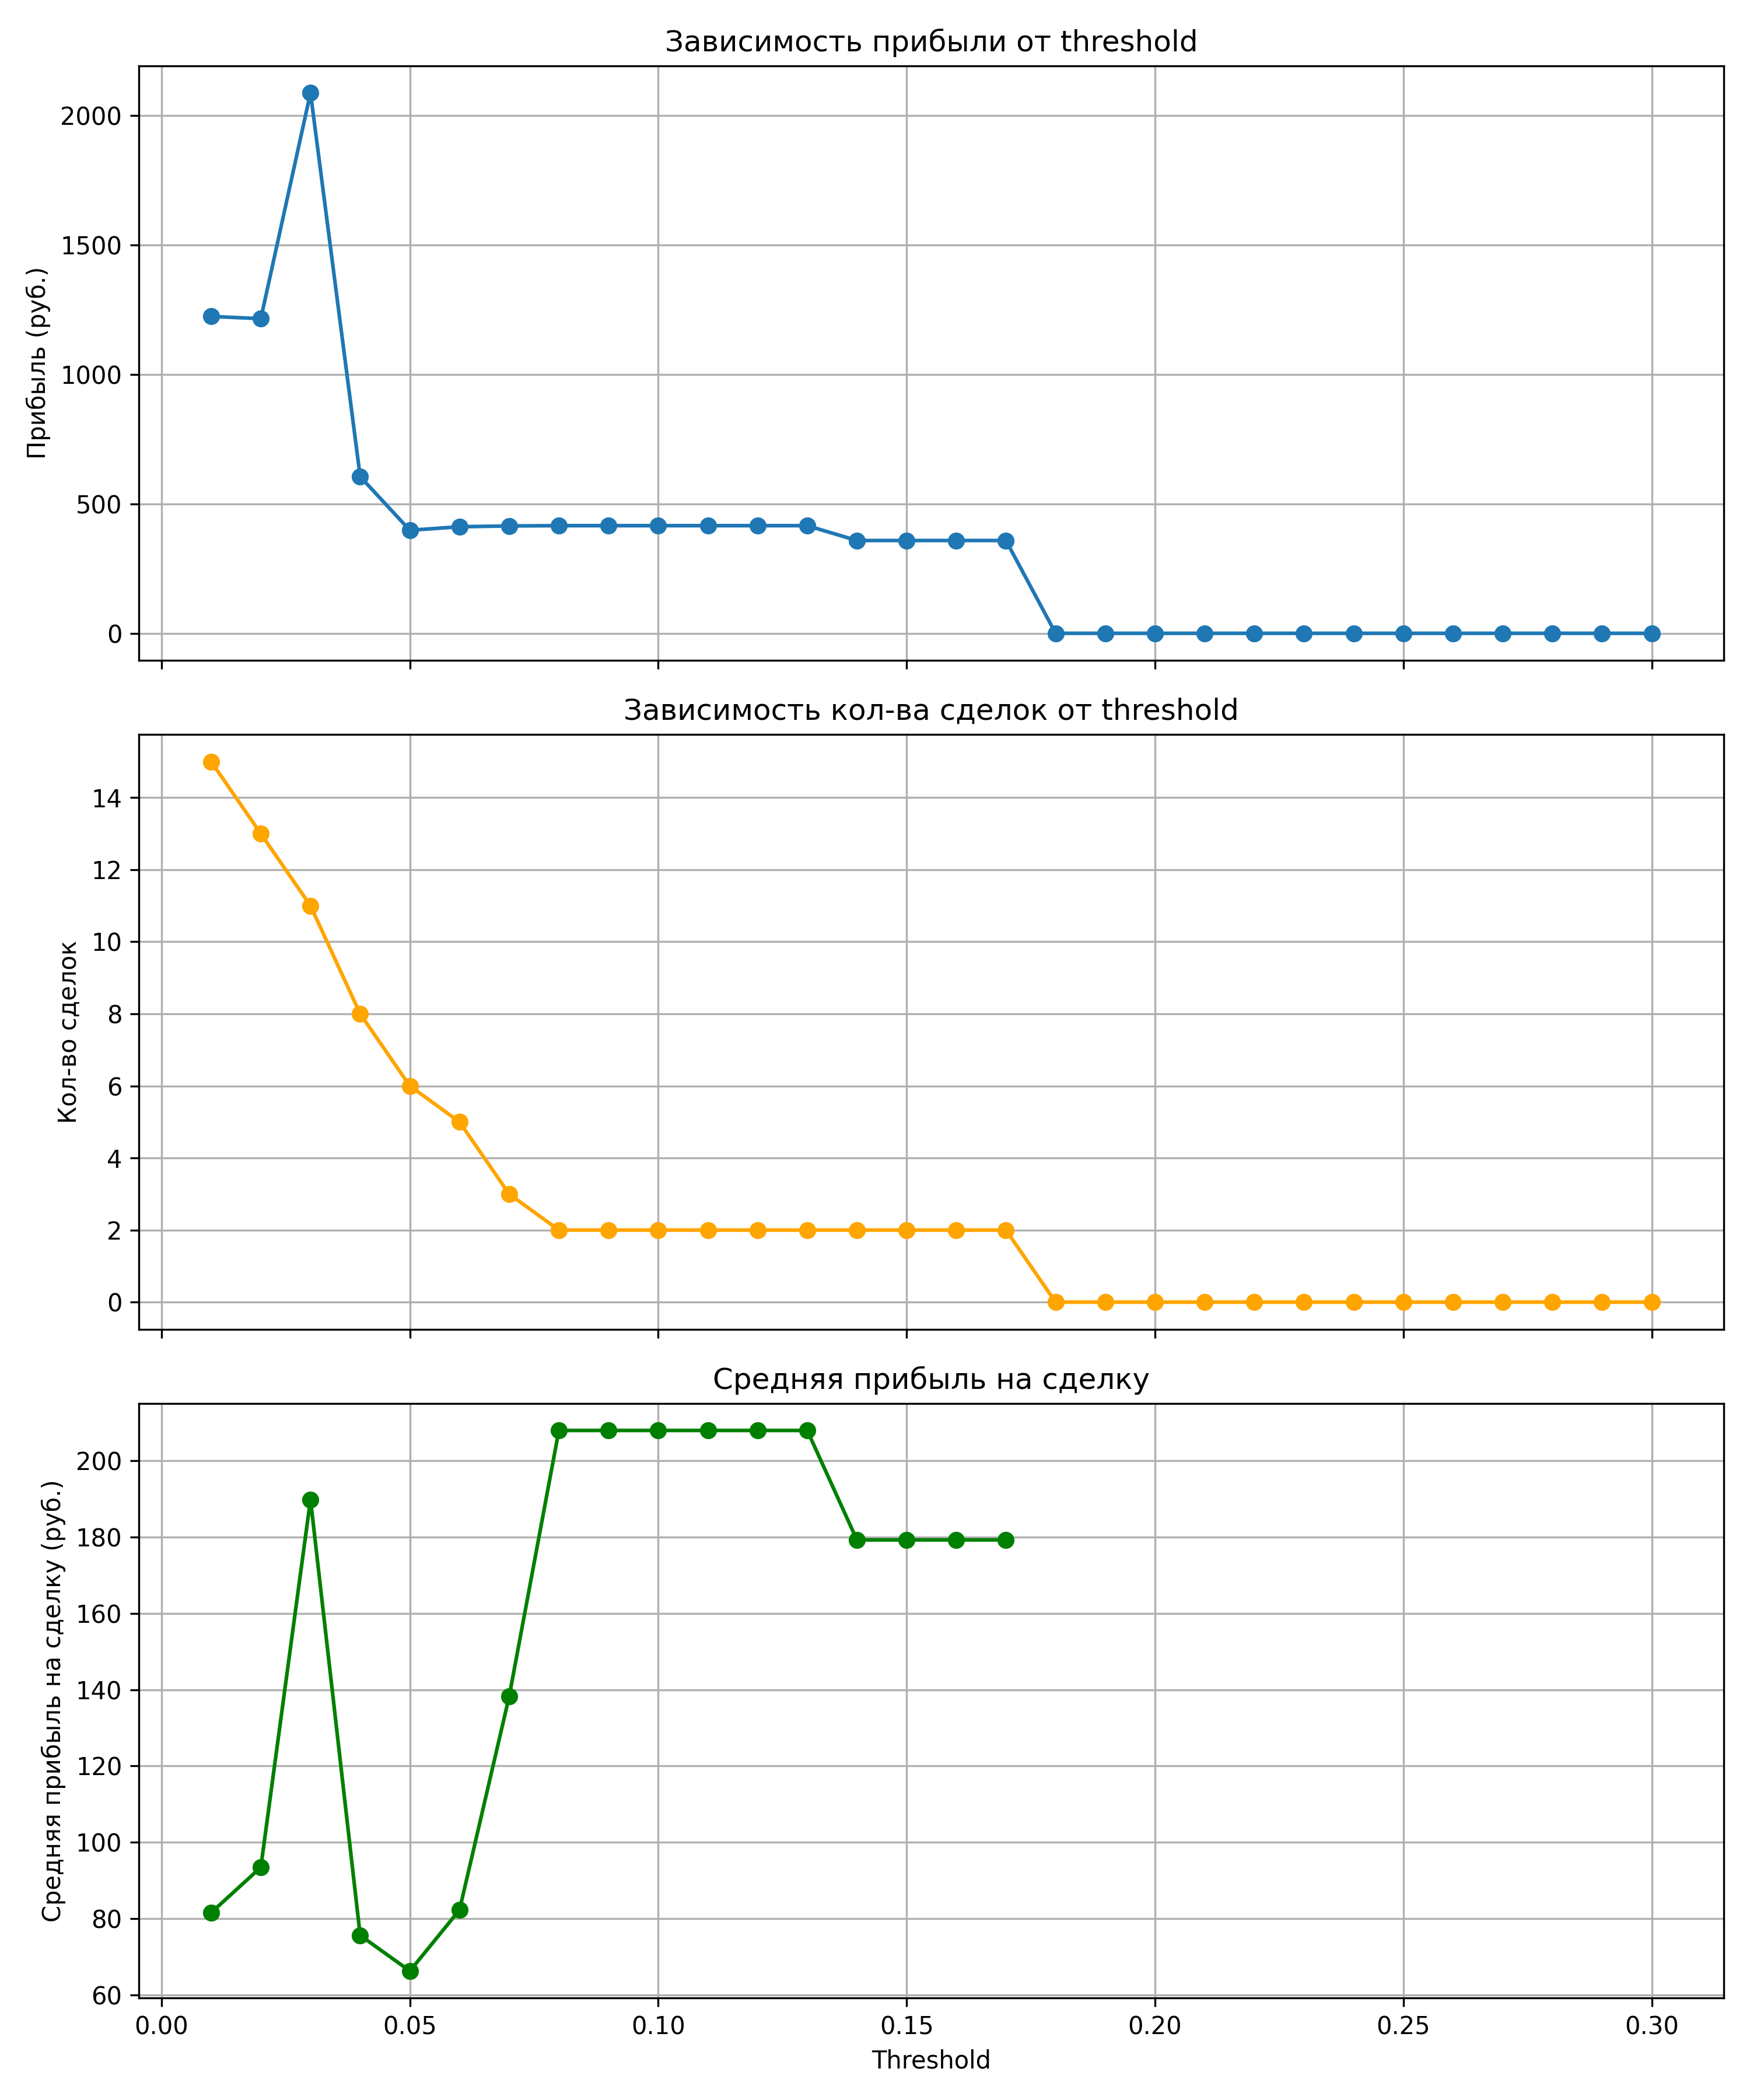 Зависимость прибыли от threshold
2000
1500
1000
500
0
Прибыль (руб.)
Зависимость кол-ва сделок от threshold
14
12
10
8
6
4
2
0
Кол-во сделок
Средняя прибыль на сделку
200
180
160
140
120
100
80
60
Средняя прибыль на сделку (руб.)
0.00 0.05 0.10 0.15 0.20 0.25 0.30
Threshold